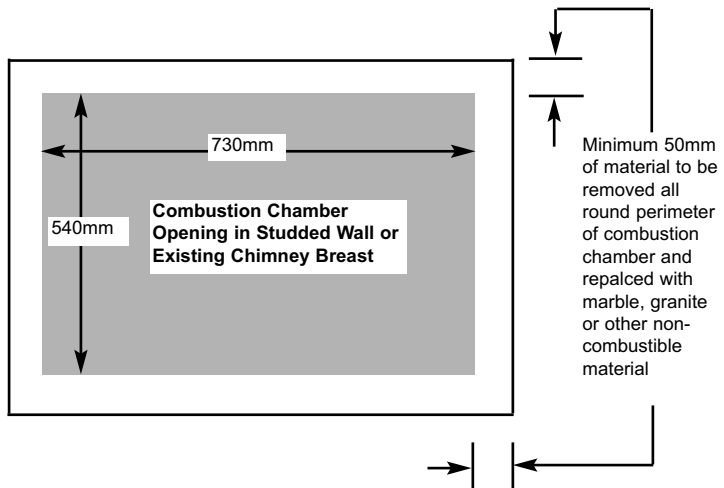 730mm
540mm
Combustion Chamber
Opening in Studded Wall or
Existing Chimney Breast
Minimum 50mm
of material to be
removed all
round perimeter
of combustion
chamber and
repalced with
marble, granite
or other non-
combustible
material